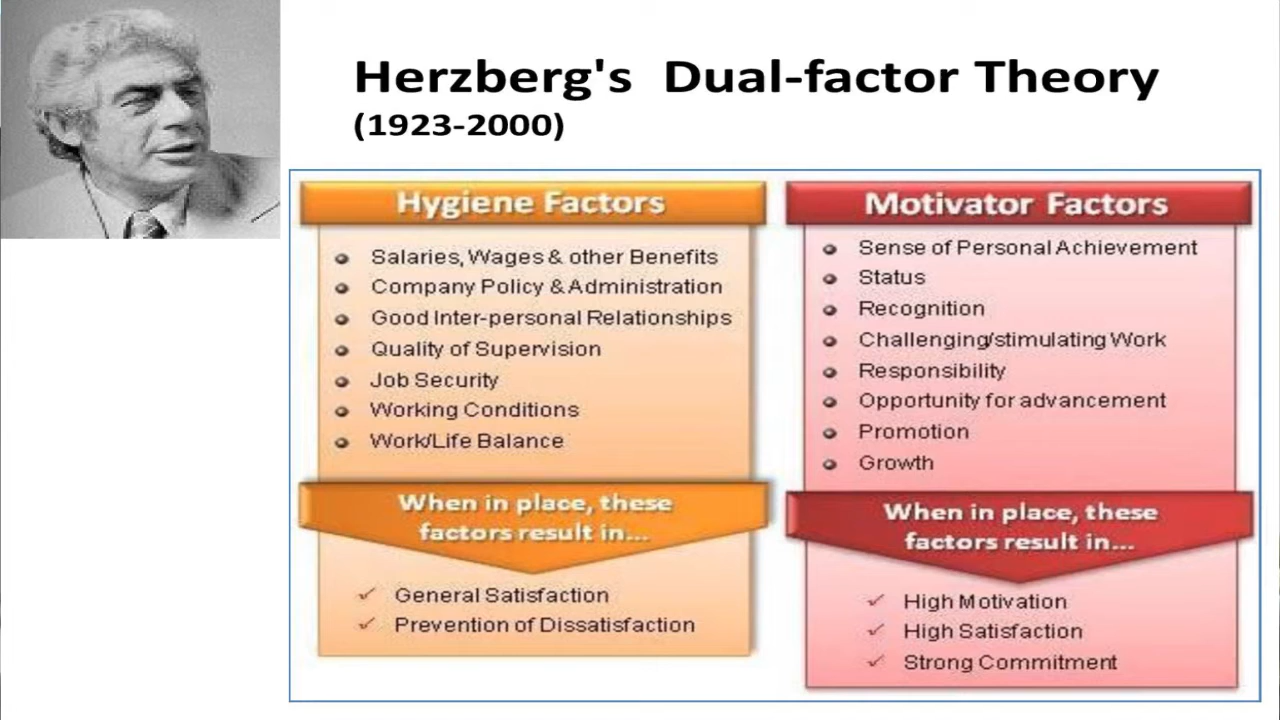 Herzberg's Dual-factor Theory
(1923-2000)
Hygiene Factors
Salaries, Wages & other Benefits
Company Policy & Administration
Good Inter-personal Relationships
Quality of Supervision
Job Security
Working Conditions
Work/Life Balance
When in place, these
factors result in...
General Satisfaction
Prevention of Dissatisfaction
Motivator Factors
Sense of Personal Achievement
Status
Recognition
Challenging/stimulating Work
Responsibility
Opportunity for advancement
Promotion
Growth
When in place, these
factors result in...
High Motivation
High Satisfaction
Strong Commitment